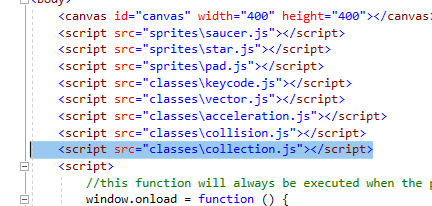 <body>
<canvas id="canvas" width="400" height="400"></canvas
<script src="sprites\saucer.js"></script>
<script src="sprites\star.js"></script>
<script src="sprites\pad.js"></script>
<script src="classes\keycode.js"></script>
<script src="classes\vector.js"></script>
<script src="classes\acceleration.js"></script>
<script src="classes\collision.js"></script>
<script src="classes\collection.js"></script>
<script>
//this function will always be executed when the p
window.onload = function () {